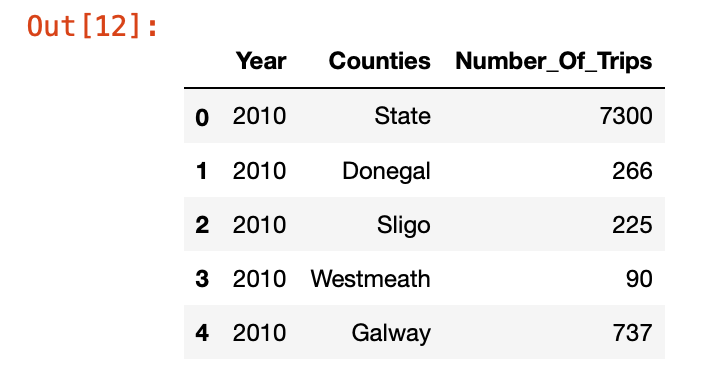 Out[12]:
Year Counties Number_Of_Trips
0 2010 State 7300
1 2010 Donegal 266
2 2010 Sligo 225
3 2010 Westmeath 90
4 2010 Galway 737